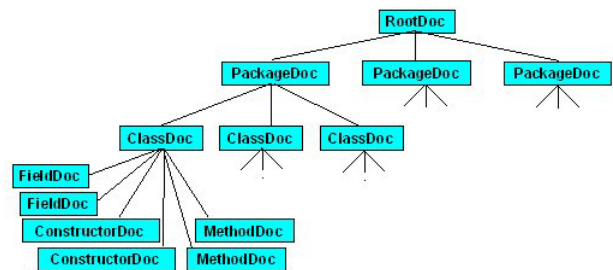 RootDoc
PackageDoc PackageDoc PackageDoc
ClassDoc ClassDoc ClassDoc
FieldDoc
FieldDoc
ConstructorDoc MethodDoc
ConstructorDoc MethodDoc